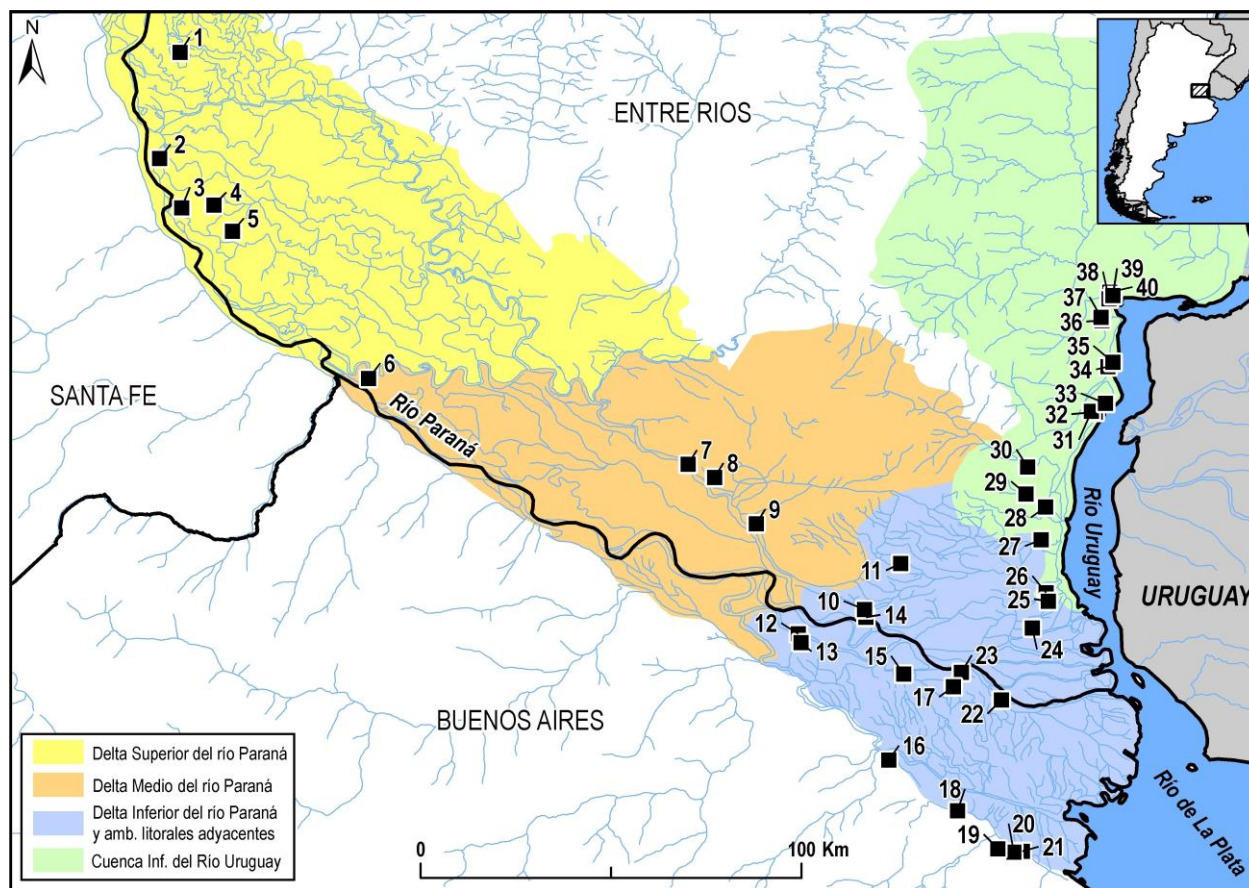 N
1
ENTRE RIOS
2
3
4
5
38
39
40
37
36
35
34
SANTA FE
6
33
32
31
Río Paraná
30
7
8
29
28
9
Río Uruguay
27
11
26
10
25
URUGUAY
14
12
24
13
15
23
17
22
BUENOS AIRES
16
Delta Superior del río Paraná
Delta Medio del río Paraná
Delta Inferior del río Paraná
y amb. litorales adyacentes
Cuenca Inf. del Río Uruguay
18
20
19
21
Río de La Plata
0
100 Km